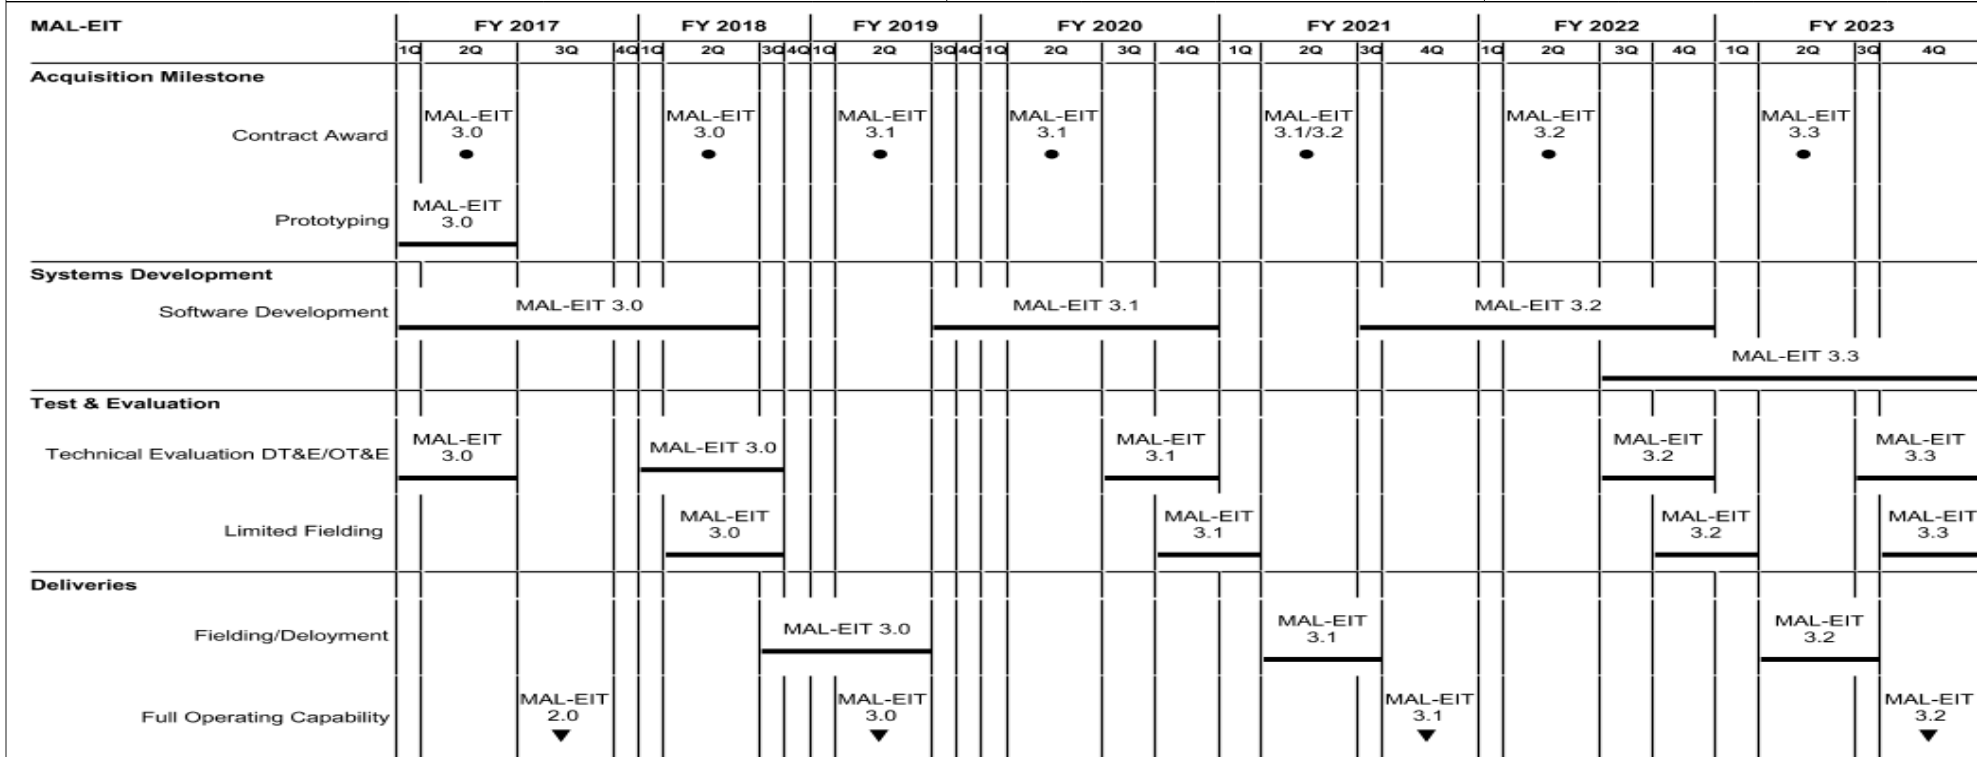 MAL-EIT FY 2017 FY 2018 FY 2019 FY 2020 FY 2021 FY 2022 FY 2023
1Q 2Q 3Q 4Q 1Q 2Q 3Q 4Q 1Q 2Q 3Q 4Q 1Q 2Q 3Q 4Q 1Q 2Q 3Q 4Q 1Q 2Q 3Q 4Q 1Q 2Q 3Q 4Q
Acquisition Milestone
MAL-EIT MAL-EIT MAL-EIT MAL-EIT MAL-EIT MAL-EIT MAL-EIT
Contract Award 3.0 3.0 3.1 3.1 3.1/3.2 3.2 3.3
MAL-EIT
Prototyping 3.0
Systems Development
Software Development MAL-EIT 3.0 MAL-EIT 3.1 MAL-EIT 3.2
MAL-EIT 3.3
Test & Evaluation
MAL-EIT MAL-EIT 3.0 MAL-EIT MAL-EIT MAL-EIT
Technical Evaluation DT&E/OT&E 3.0 3.1 3.2 3.3
MAL-EIT MAL-EIT MAL-EIT MAL-EIT
Limited Fielding 3.0 3.1 3.2 3.3
Deliveries
MAL-EIT 3.0 MAL-EIT MAL-EIT
Fielding/Deloyment 3.1 3.2
MAL-EIT MAL-EIT MAL-EIT MAL-EIT
Full Operating Capability 2.0 3.0 3.1 3.2